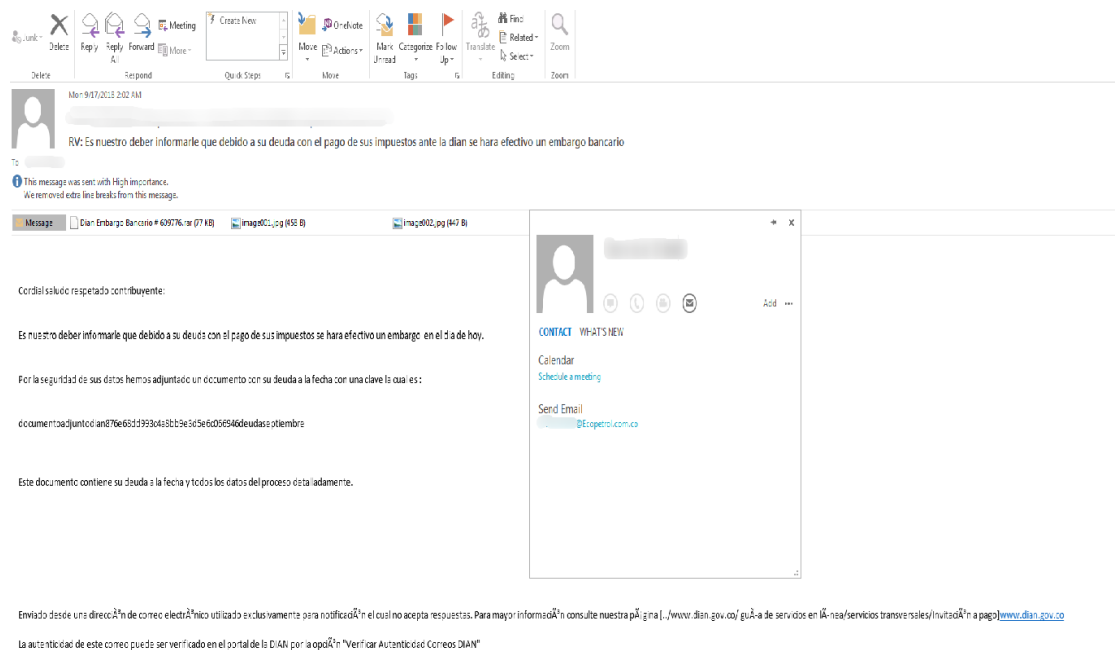 Junk
Delete
Reply
Reply All
Forward
Meeting
More
Create New
Move
OneNote
Actions
Mark Unread
Categorize
Follow Up
Translate
Find
Related
Select
Zoom
Delete
Respond
Quick Steps
Move
Tags
Editing
Zoom
Mon 9/17/2018 2:02 AM
RV: Es nuestro deber informarle que debido a su deuda con el pago de sus impuestos ante la dian se hara efectivo un embargo bancario
To
This message was sent with High importance.
We removed extra line breaks from this message.
Message
Dian Embargo Bancario # 609776.rar (77 KB)
image001.jpg (458 B)
image002.jpg (447 B)
Add
CONTACT WHAT'S NEW
Calendar
Schedule a meeting
Send Email
@Ecopetrol.com.co
Cordial saludo respetado contribuyente:
Es nuestro deber informarle que debido a su deuda con el pago de sus impuestos se hara efectivo un embargo en el dia de hoy.
Por la seguridad de sus datos hemos adjuntado un documento con su deuda a la fecha con una clave la cual es :
Este documento contiene su deuda a la fecha y todos los datos del proceso detalladamente.
Enviado desde una direcciÃ³n de correo electrÃ³nico utilizado exclusivamente para notificaciÃ³n el cual no acepta respuestas. Para mayor informaciÃ³n consulte nuestra pÃ¡gina [../www.dian.gov.co/ guÃ-a de servicios en lÃ-nea/servicios transversales/InvitaciÃ³n a pago]www.dian.gov.co
La autenticidad de este correo puede ser verificado en el portal de la DIAN por la opciÃ³n "Verificar Autenticidad Correos DIAN"